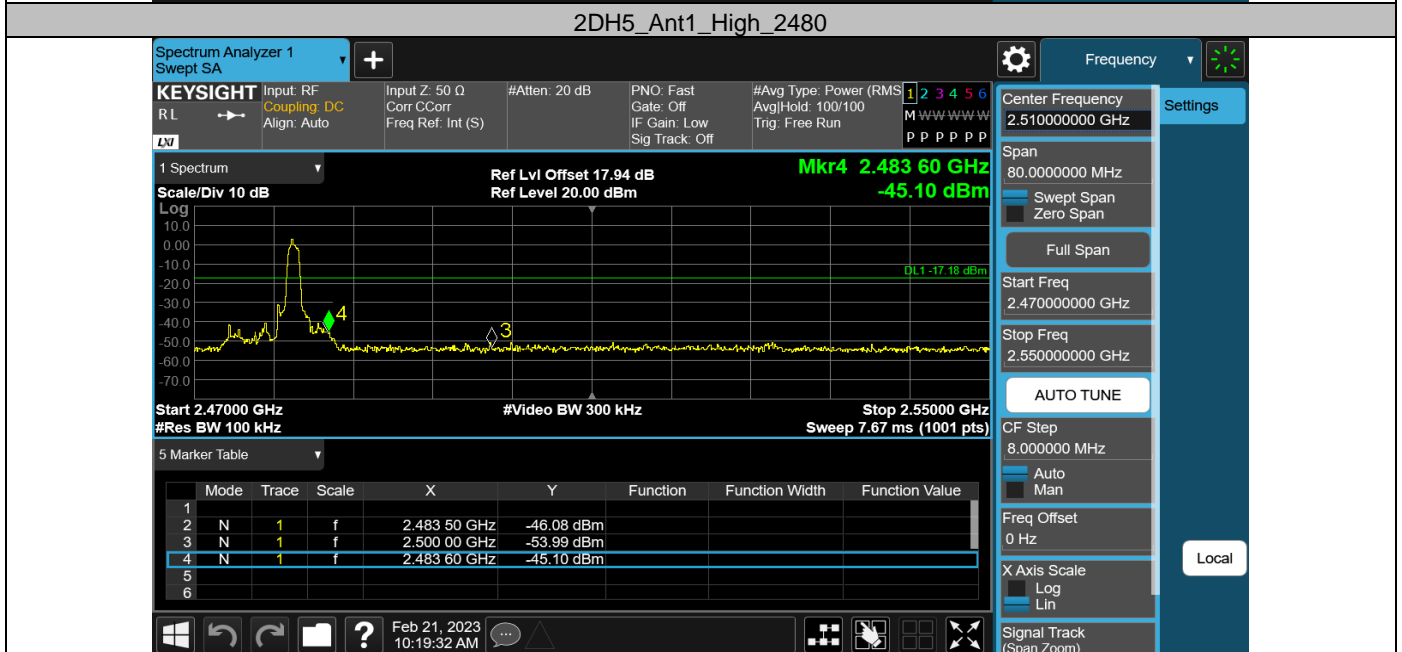 2DH5_Ant1_High_2480
Spectrum Analyzer 1
Swept SA
Frequency
KEYSIGHT
RL
LXI
Input: RF
Coupling: DC
Align: Auto
Input Z: 50 Ω
Corr CCorr
Freq Ref: Int (S)
#Atten: 20 dB
PNO: Fast
Gate: Off
IF Gain: Low
Sig Track: Off
#Avg Type: Power (RMS
Avg|Hold: 100/100
Trig: Free Run
1 2 3 4 5 6
M W W W W W
P P P P P P
1 Spectrum
Scale/Div 10 dB
Log
Ref Lvl Offset 17.94 dB
Ref Level 20.00 dBm
Mkr4 2.483 60 GHz
-45.10 dBm
10.0
0.00
-10.0
-20.0
-30.0
-40.0
-50.0
-60.0
-70.0
DL1 -17.18 dBm
4
3
Start 2.47000 GHz
#Video BW 300 kHz
Stop 2.55000 GHz
#Res BW 100 kHz
Sweep 7.67 ms (1001 pts)
5 Marker Table
Mode Trace Scale X Y Function Function Width Function Value
1
2 N 1 f 2.483 50 GHz -46.08 dBm
3 N 1 f 2.500 00 GHz -53.99 dBm
4 N 1 f 2.483 60 GHz -45.10 dBm
5
6
?
Feb 21, 2023
10:19:32 AM
Center Frequency
2.510000000 GHz
Settings
Span
80.0000000 MHz
Swept Span
Zero Span
Full Span
Start Freq
2.470000000 GHz
Stop Freq
2.550000000 GHz
AUTO TUNE
CF Step
8.000000 MHz
Auto
Man
Freq Offset
0 Hz
Local
X Axis Scale
Log
Lin
Signal Track
(Span Zoom)